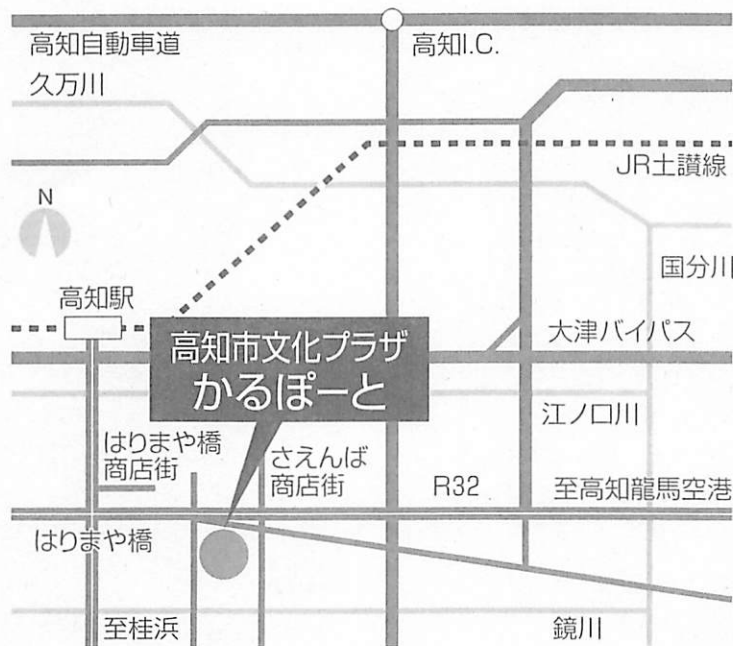 高知自動車道
高知I.C.
久万川
JR土讃線
N
国分川
高知駅
大津バイパス
高知市文化プラザ
かるぽーと
江ノ口川
はりまや橋
商店街
さえんば
商店街
R32
至高知龍馬空港
はりまや橋
至桂浜
鏡川